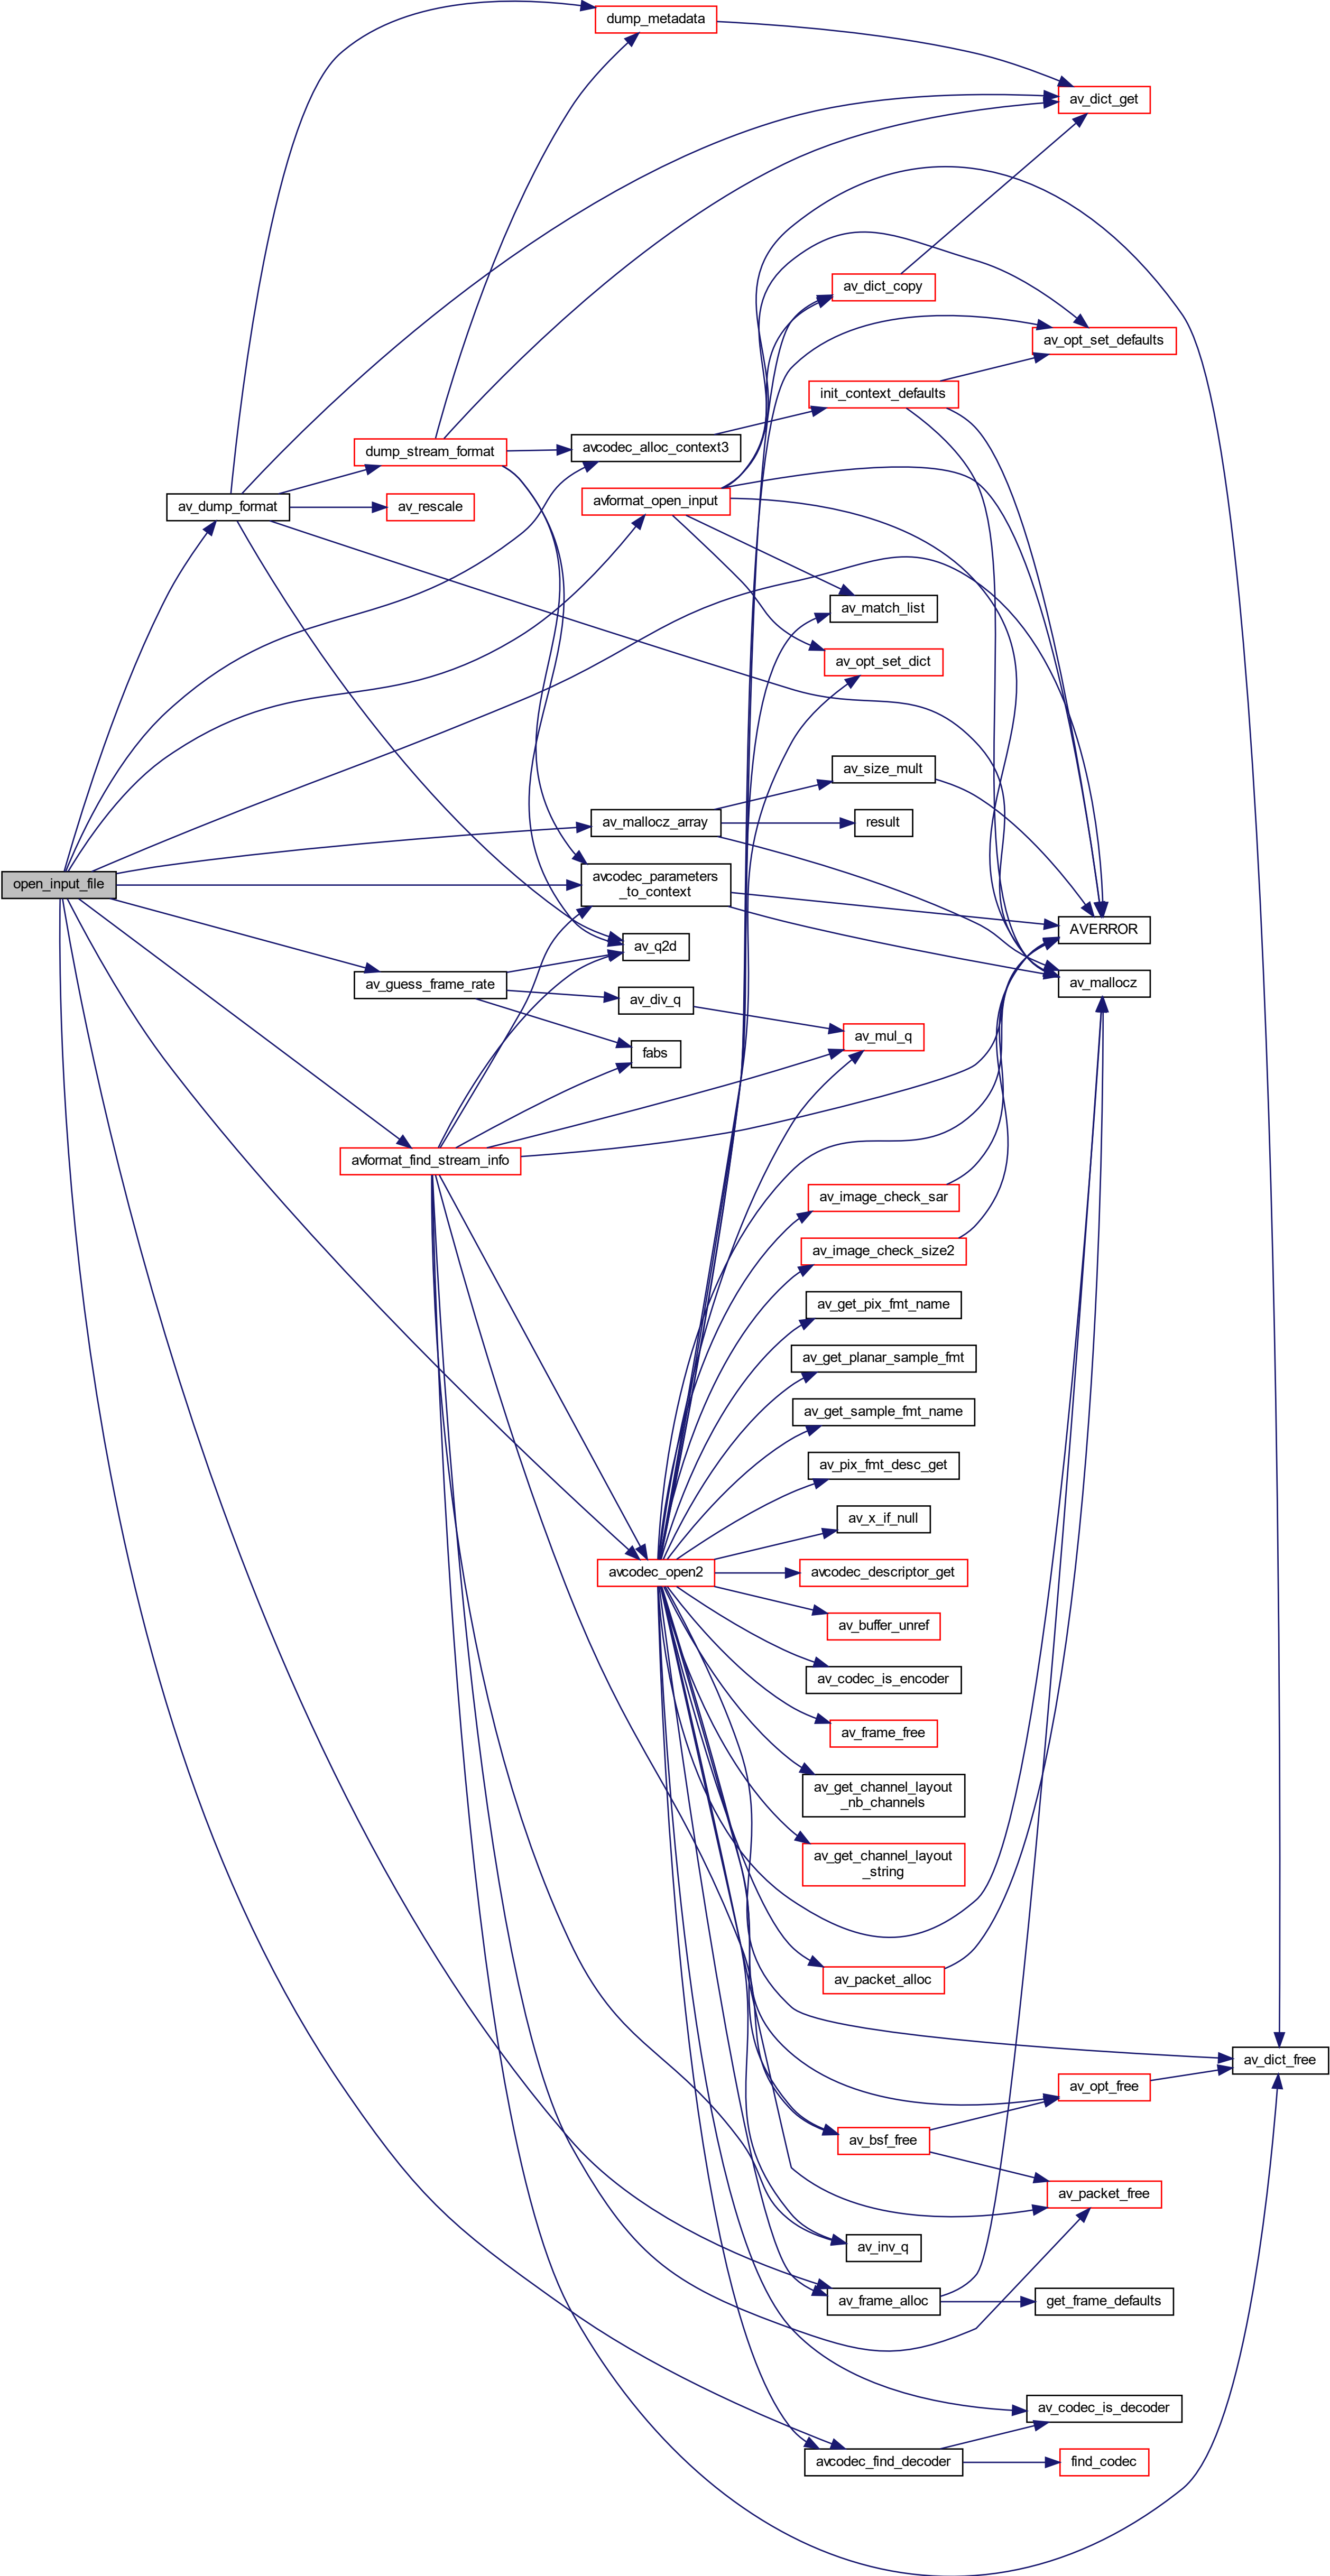 dump_metadata
av_dict_get
av_dict_copy
av_opt_set_defaults
init_context_defaults
avcodec_alloc_context3
dump_stream_format
avformat_open_input
av_dump_format
av_rescale
av_match_list
av_opt_set_dict
av_size_mult
av_mallocz_array
result
open_input_file
avcodec_parameters
_to_context
AVERROR
av_q2d
av_guess_frame_rate
av_mallocz
av_div_q
av_mul_q
fabs
avformat_find_stream_info
av_image_check_sar
av_image_check_size2
av_get_pix_fmt_name
av_get_planar_sample_fmt
av_get_sample_fmt_name
av_pix_fmt_desc_get
av_x_if_null
avcodec_open2
avcodec_descriptor_get
av_buffer_unref
av_codec_is_encoder
av_frame_free
av_get_channel_layout
_nb_channels
av_get_channel_layout
_string
av_packet_alloc
av_dict_free
av_opt_free
av_bsf_free
av_packet_free
av_inv_q
av_frame_alloc
get_frame_defaults
av_codec_is_decoder
avcodec_find_decoder
find_codec